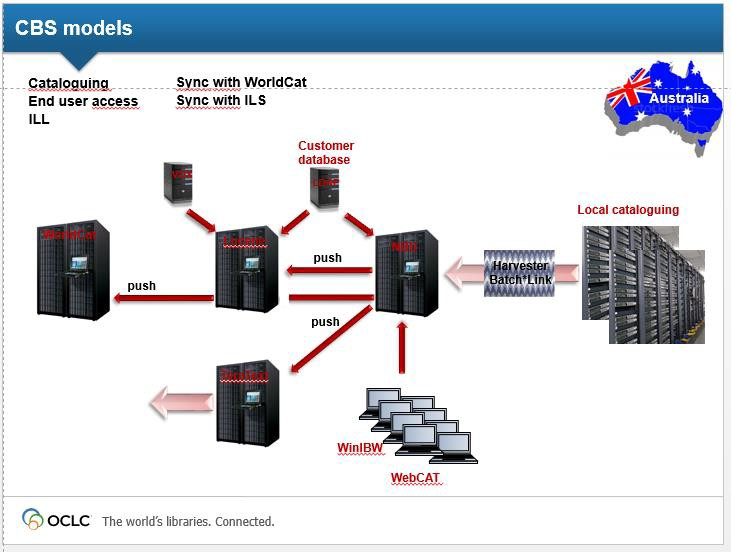 CBS models
Cataloguing
End user access
ILL
Sync with WorldCat
Sync with ILS
Australia
Customer
database
Local cataloguing
WorldCat
push
push
push
Harvester
Batch*Link
WinIBW
WebCAT
OCLC
The world's libraries. Connected.